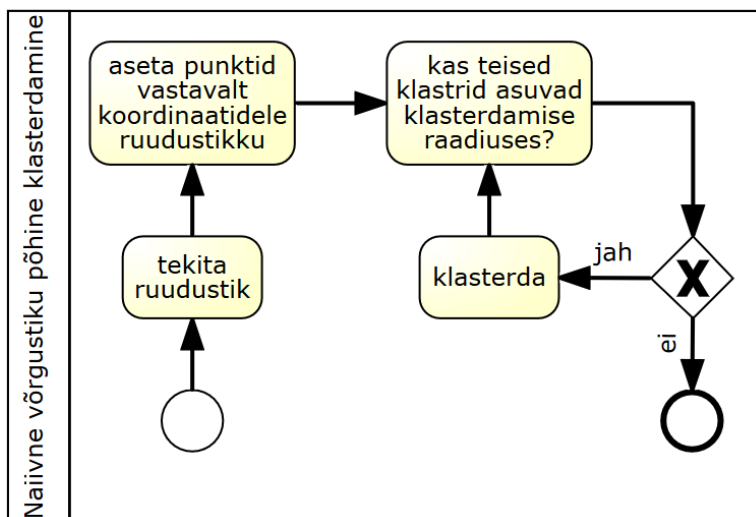 Naiivne võrgustiku põhine klasterdamine
aseta punktid
vastavalt
koordinaatidele
ruudustikku
kas teised
klastrid asuvad
klasterdamise
raadiuses?
tekita
ruudustik
klasterda
jah
X
ei